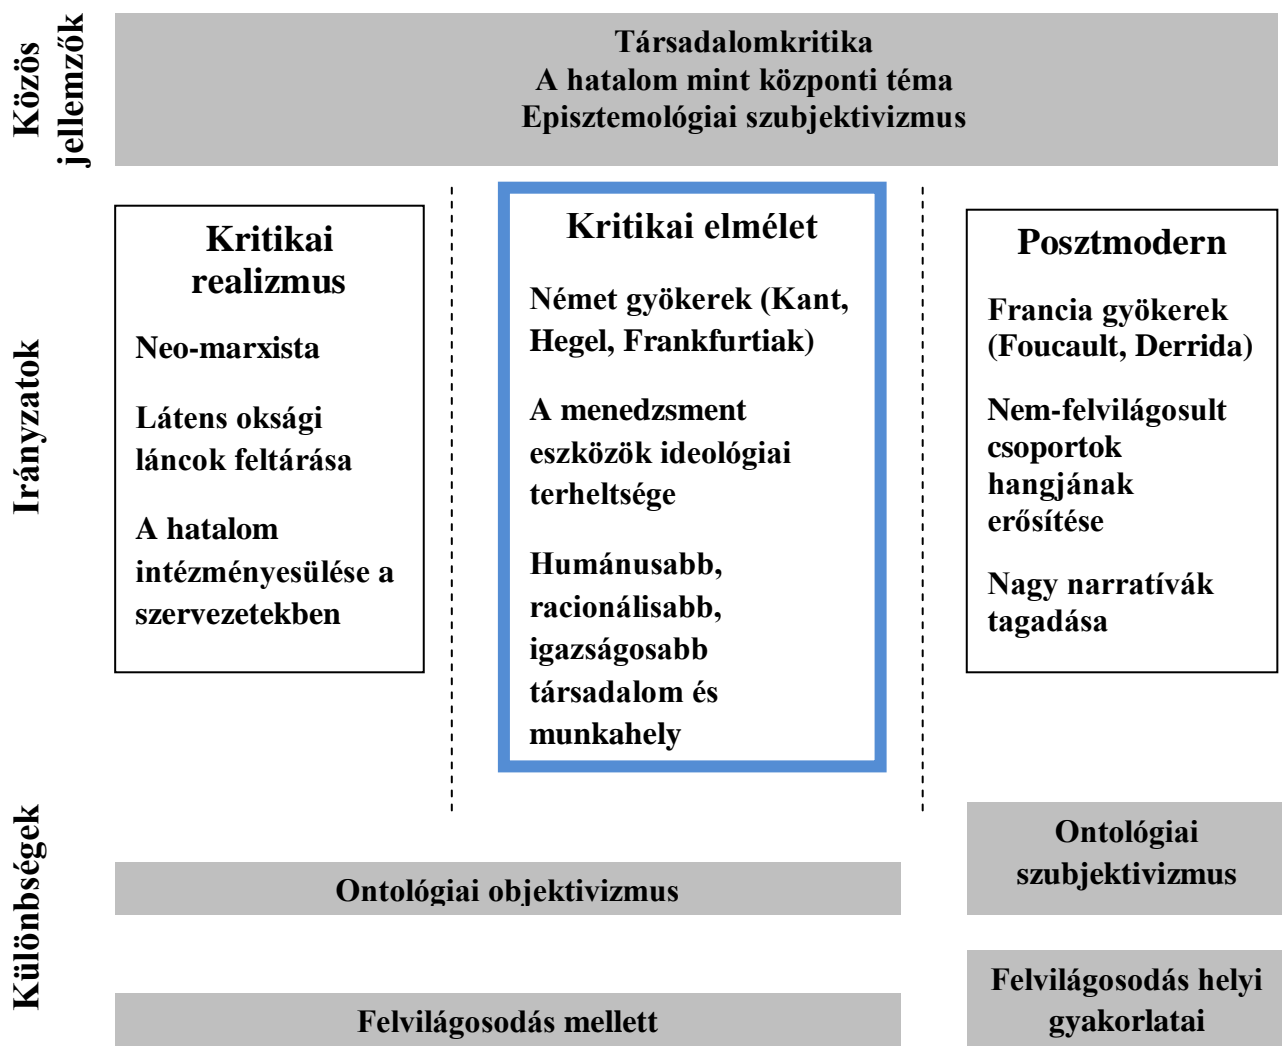 Közös
jellemzők
Társadalomkritika
A hatalom mint központi téma
Episztemológiai szubjektivizmus
Irányzatok
Kritikai
realizmus
Neo-marxista
Látens oksági
láncok feltárása
A hatalom
intézményesülése a
szervezetekben
Kritikai elmélet
Német gyökerek (Kant,
Hegel, Frankfurtiak)
A menedzsment
eszközök ideológiai
terheltsége
Humánusabb,
racionálisabb,
igazságosabb
társadalom és
munkahely
Posztmodern
Francia gyökerek
(Foucault, Derrida)
Nem-felvilágosult
csoportok
hangjának
erősítése
Nagy narratívák
tagadása
Különbségek
Ontológiai objektivizmus
Ontológiai
szubjektivizmus
Felvilágosodás mellett
Felvilágosodás helyi
gyakorlatai